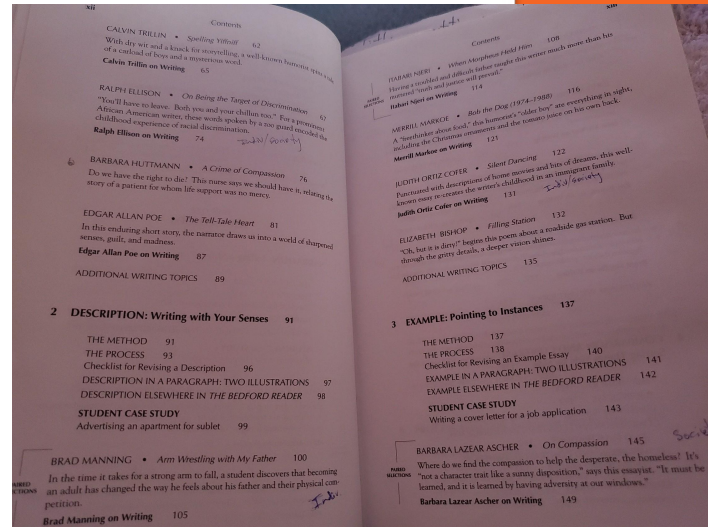 xii
Contents
CALVIN TRILLIN • Spelling Yiffniff 62
With dry wit and a knack for storytelling, a well-known humorist spins a tale
of a carload of boys and a mysterious word.
Calvin Trillin on Writing 65
RALPH ELLISON • On Being the Target of Discrimination 67
"You'll have to leave. Both you and your chillun too." For a prominent
African American writer, these words spoken by a zoo guard encoded the
childhood experience of racial discrimination.
Ralph Ellison on Writing 74
Indiv/Society
BARBARA HUTTMANN • A Crime of Compassion 76
Do we have the right to die? This nurse says we should have it, relating the
story of a patient for whom life support was no mercy.
EDGAR ALLAN POE • The Tell-Tale Heart 81
In this enduring short story, the narrator draws us into a world of sharpened
senses, guilt, and madness.
Edgar Allan Poe on Writing 87
ADDITIONAL WRITING TOPICS 89
2 DESCRIPTION: Writing with Your Senses 91
THE METHOD 91
THE PROCESS 93
Checklist for Revising a Description 96
DESCRIPTION IN A PARAGRAPH: TWO ILLUSTRATIONS 97
DESCRIPTION ELSEWHERE IN THE BEDFORD READER 98
STUDENT CASE STUDY
Advertising an apartment for sublet 99
BRAD MANNING • Arm Wrestling with My Father 100
In the time it takes for a strong arm to fall, a student discovers that becoming
an adult has changed the way he feels about his father and their physical com-
petition.
Brad Manning on Writing 105
xiii
Contents
ITABARI NJERI • When Morpheus Held Him 108
Having a troubled and difficult father taught this writer much more than his
mantra "truth and justice will prevail."
Itabari Njeri on Writing 114
MERRILL MARKOE • Bob the Dog (1974–1988) 116
A "freethinker about food," this humorist's "older boy" ate everything in sight,
including the Christmas ornaments and the tomato juice on his own back.
Merrill Markoe on Writing 121
JUDITH ORTIZ COFER • Silent Dancing 122
Punctuated with descriptions of home movies and bits of dreams, this well-
known essay re-creates the writer's childhood in an immigrant family.
Judith Ortiz Cofer on Writing 131
Indiv/Society
ELIZABETH BISHOP • Filling Station 132
"Oh, but it is dirty!" begins this poem about a roadside gas station. But
through the gritty details, a deeper vision shines.
ADDITIONAL WRITING TOPICS 135
3 EXAMPLE: Pointing to Instances 137
THE METHOD 137
THE PROCESS 138
Checklist for Revising an Example Essay 140
EXAMPLE IN A PARAGRAPH: TWO ILLUSTRATIONS 141
EXAMPLE ELSEWHERE IN THE BEDFORD READER 142
STUDENT CASE STUDY
Writing a cover letter for a job application 143
BARBARA LAZEAR ASCHER • On Compassion 145
PAIRED
SELECTIONS
Where do we find the compassion to help the desperate, the homeless? It's
"not a character trait like a sunny disposition," says this essayist. "It must be
learned, and it is learned by having adversity at our windows."
Barbara Lazear Ascher on Writing 149